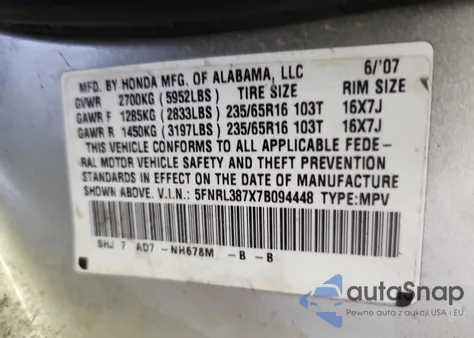 MFD. BY HONDA MFG. OF ALABAMA, LLC 6/'07
GVWR 2700KG (5952LBS) TIRE SIZE RIM SIZE
GAWR F 1285KG (2833LBS) 235/65R16 103T 16X7J
GAWR R 1450KG (3197LBS) 235/65R16 103T 16X7J
THIS VEHICLE CONFORMS TO ALL APPLICABLE FEDE-
RAL MOTOR VEHICLE SAFETY AND THEFT PREVENTION
STANDARDS IN EFFECT ON THE DATE OF MANUFACTURE
SHOWN ABOVE. V.I.N.: 5FNRL387X7B094448 TYPE:MPV
SHJ 7 AD7 -NH678M -B -B
autoSnap
Pewne auta z aukcji USA - EU
www.autosnap.pl